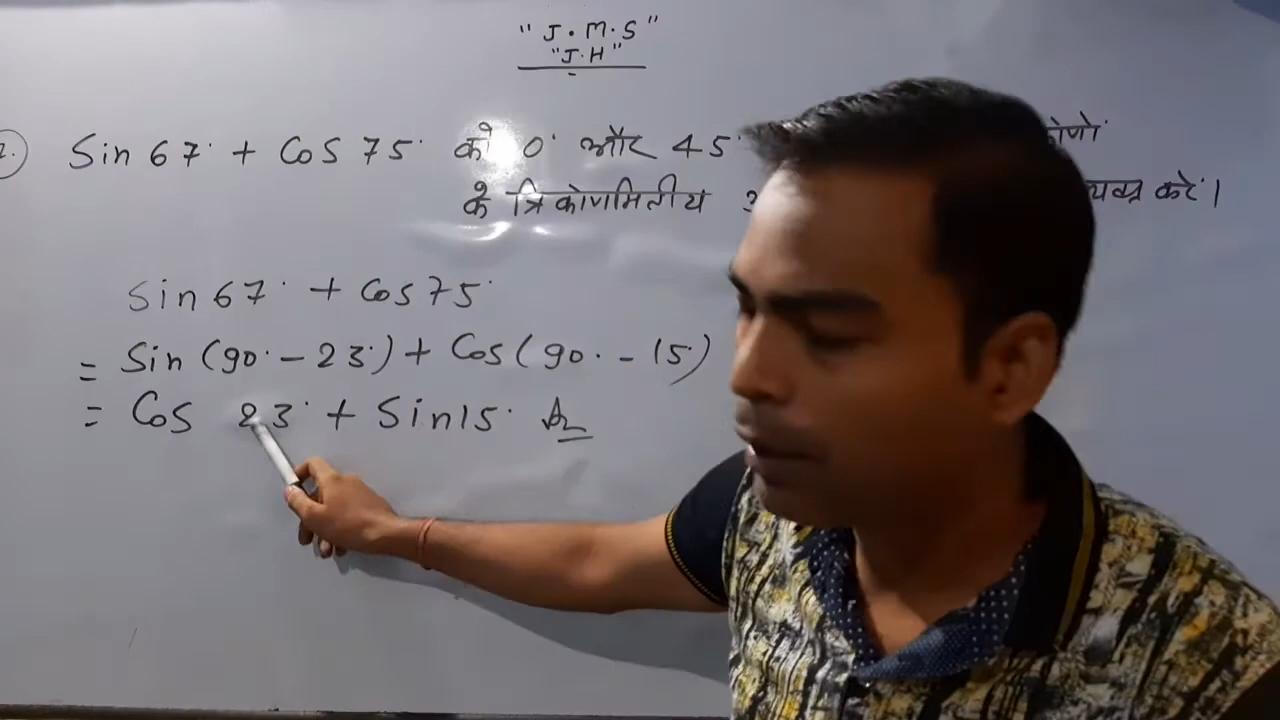 " J . M . S "
"J.H"
Sin 67° + Cos 75° को 0° और 45°
के त्रिकोणमितीय करें।
Sin 67° + Cos 75°
= Sin (90° - 23°) + Cos (90° - 15°)
= Cos 23° + Sin 15° Ans